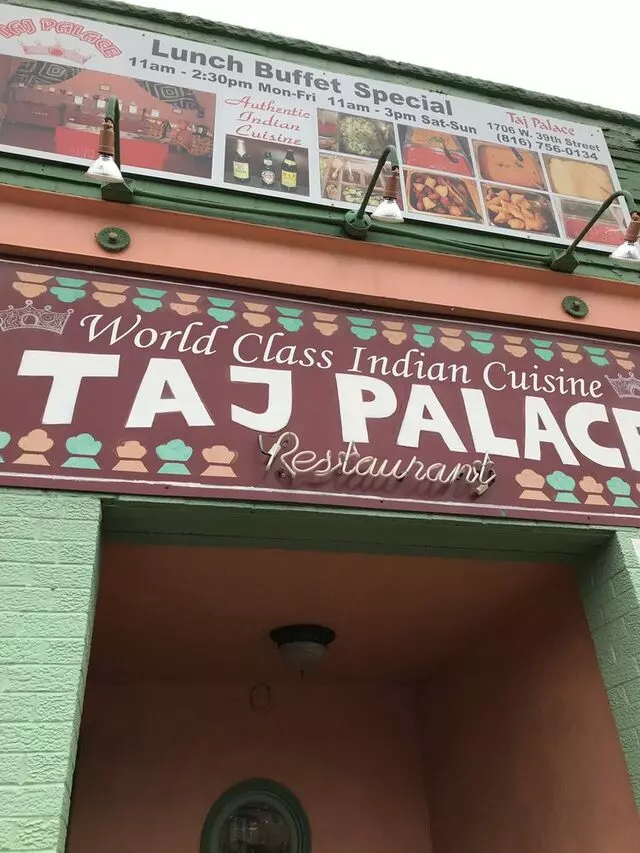 TAJ PALACE
Lunch Buffet Special
11am - 2:30pm Mon-Fri 11am - 3pm Sat-Sun
Authentic
Indian
Cuisine
Taj Palace
1706 W. 39th Street
(816) 756-0134
World Class Indian Cuisine
TAJ PALACE
Restaurant